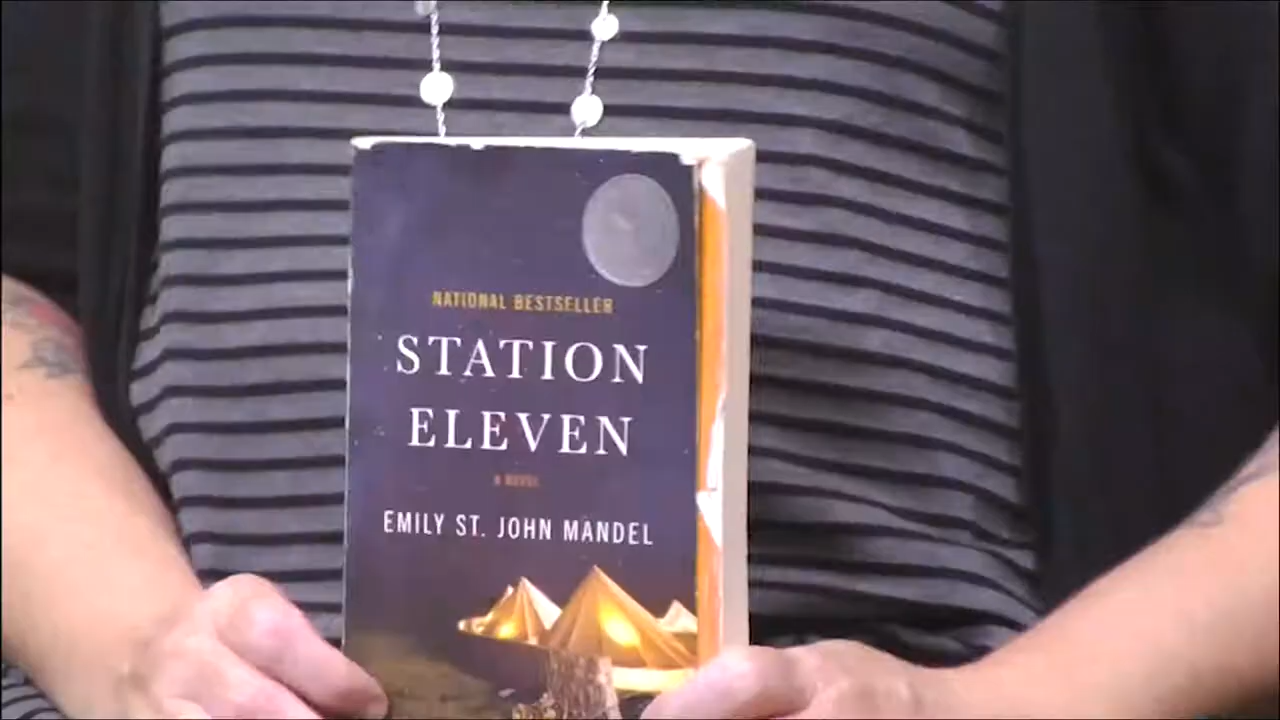 NATIONAL BESTSELLER
STATION
ELEVEN
A NOVEL
EMILY ST. JOHN MANDEL